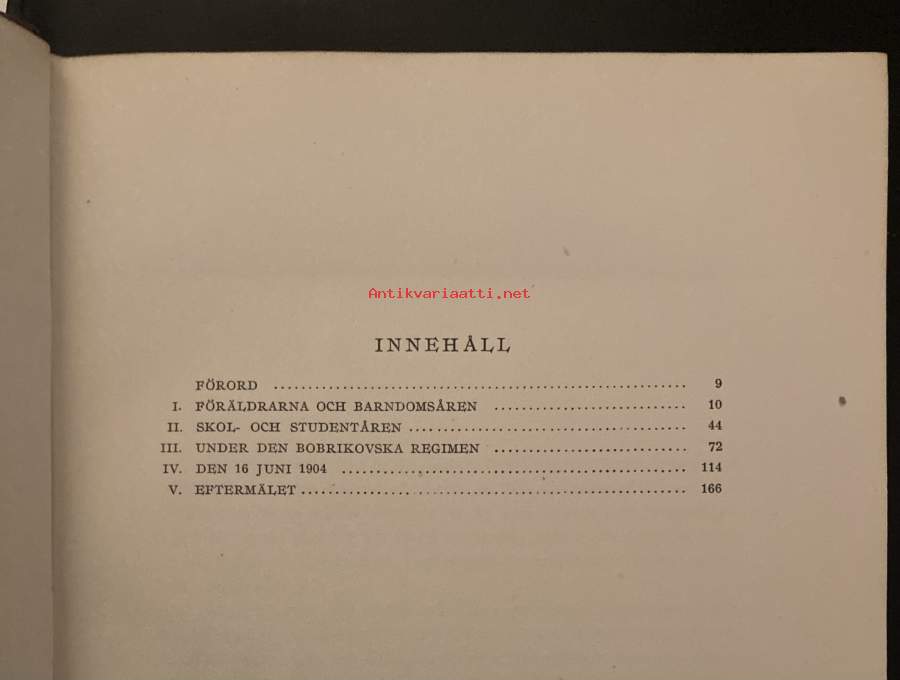 Antikvariaatti.net
INNEHÅLL
FÖRORD ............................................................ 9
I. FÖRÄLDRARNA OCH BARNDOMSÅREN ............................ 10
II. SKOL- OCH STUDENTÅREN ........................................ 44
III. UNDER DEN BOBRIKOVSKA REGIMEN ............................ 72
IV. DEN 16 JUNI 1904 .................................................. 114
V. EFTERMÄLET ........................................................ 166